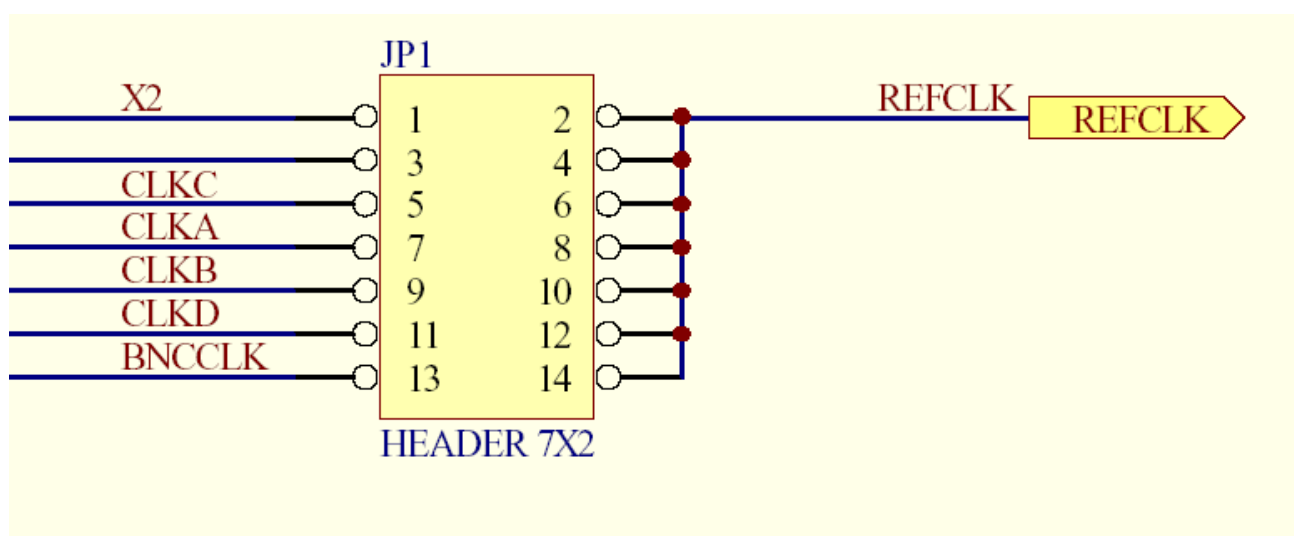 JP1
X2 1 2 REFCLK REFCLK
3 4
CLKC 5 6
CLKA 7 8
CLKB 9 10
CLKD 11 12
BNCCLK 13 14
HEADER 7X2